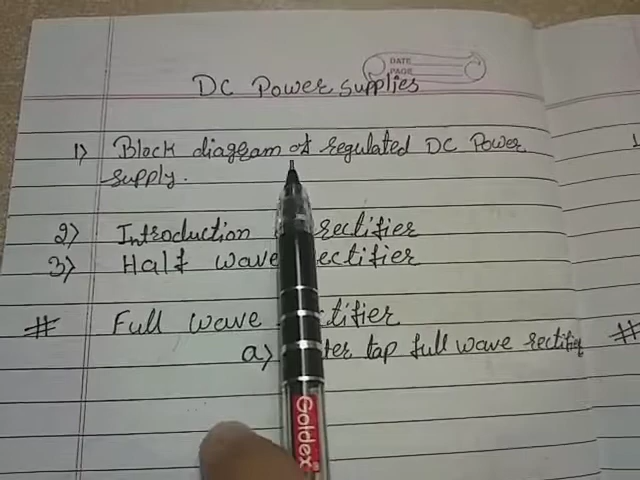 DATE
PAGE
DC Power supplies
1) Block diagram of regulated DC Power
supply.
2) Introduction rectifier
3) Half wave rectifier
# Full wave
a) tap full wave
#
Goldex